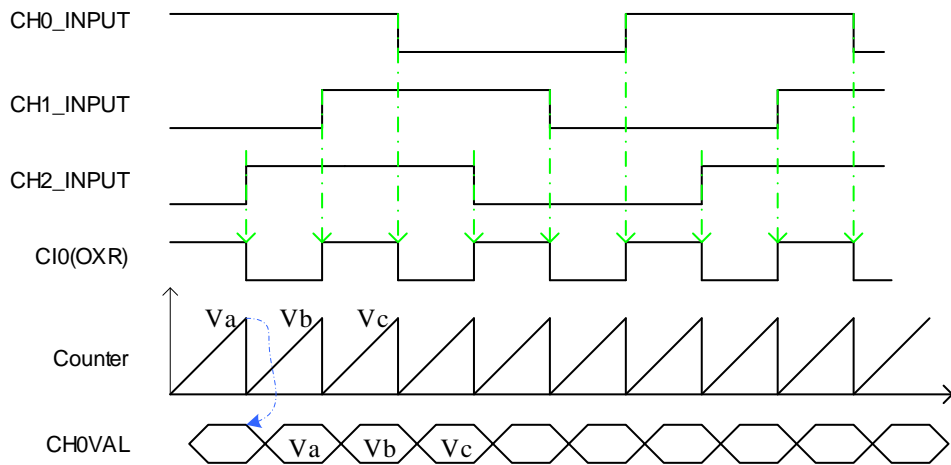 CH0_INPUT
CH1_INPUT
CH2_INPUT
CI0(OXR)
Va Vb Vc
Counter
CH0VAL Va Vb Vc